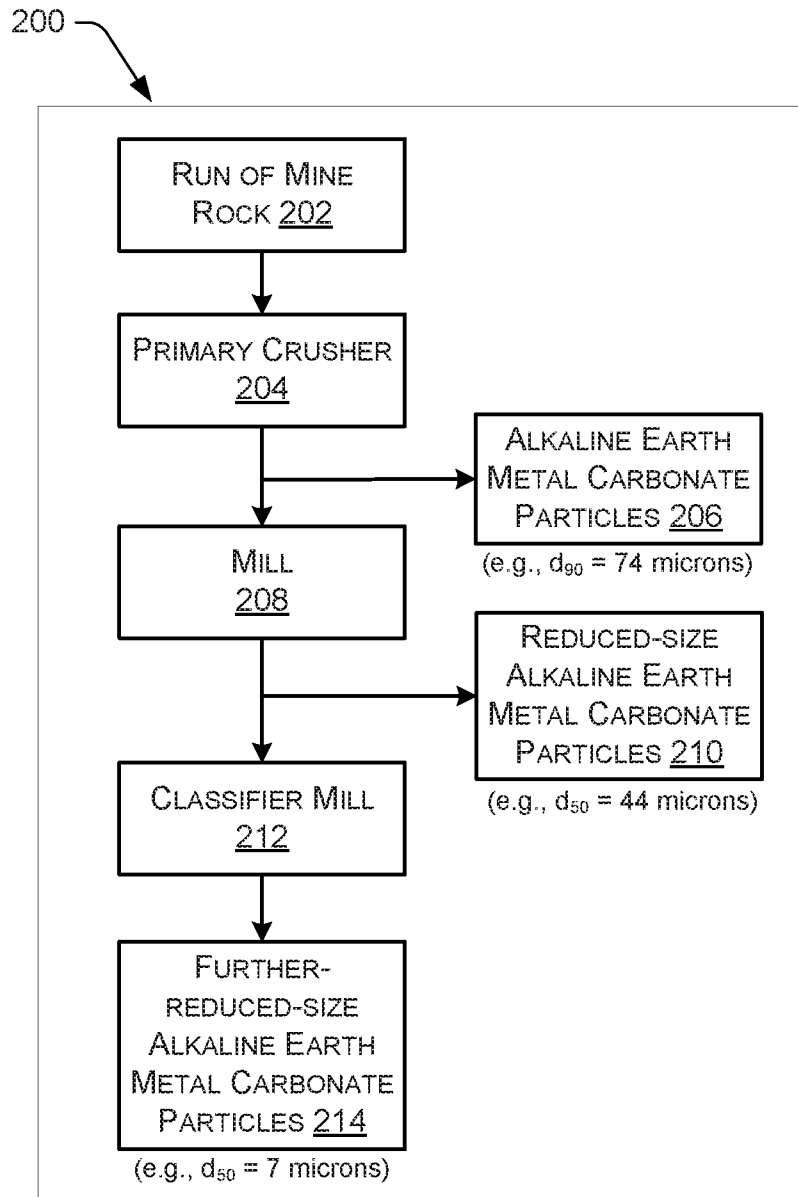 200
RUN OF MINE
ROCK 202
PRIMARY CRUSHER
204
ALKALINE EARTH
METAL CARBONATE
PARTICLES 206
(e.g., d90 = 74 microns)
MILL
208
REDUCED-SIZE
ALKALINE EARTH
METAL CARBONATE
PARTICLES 210
(e.g., d50 = 44 microns)
CLASSIFIER MILL
212
FURTHER-
REDUCED-SIZE
ALKALINE EARTH
METAL CARBONATE
PARTICLES 214
(e.g., d50 = 7 microns)